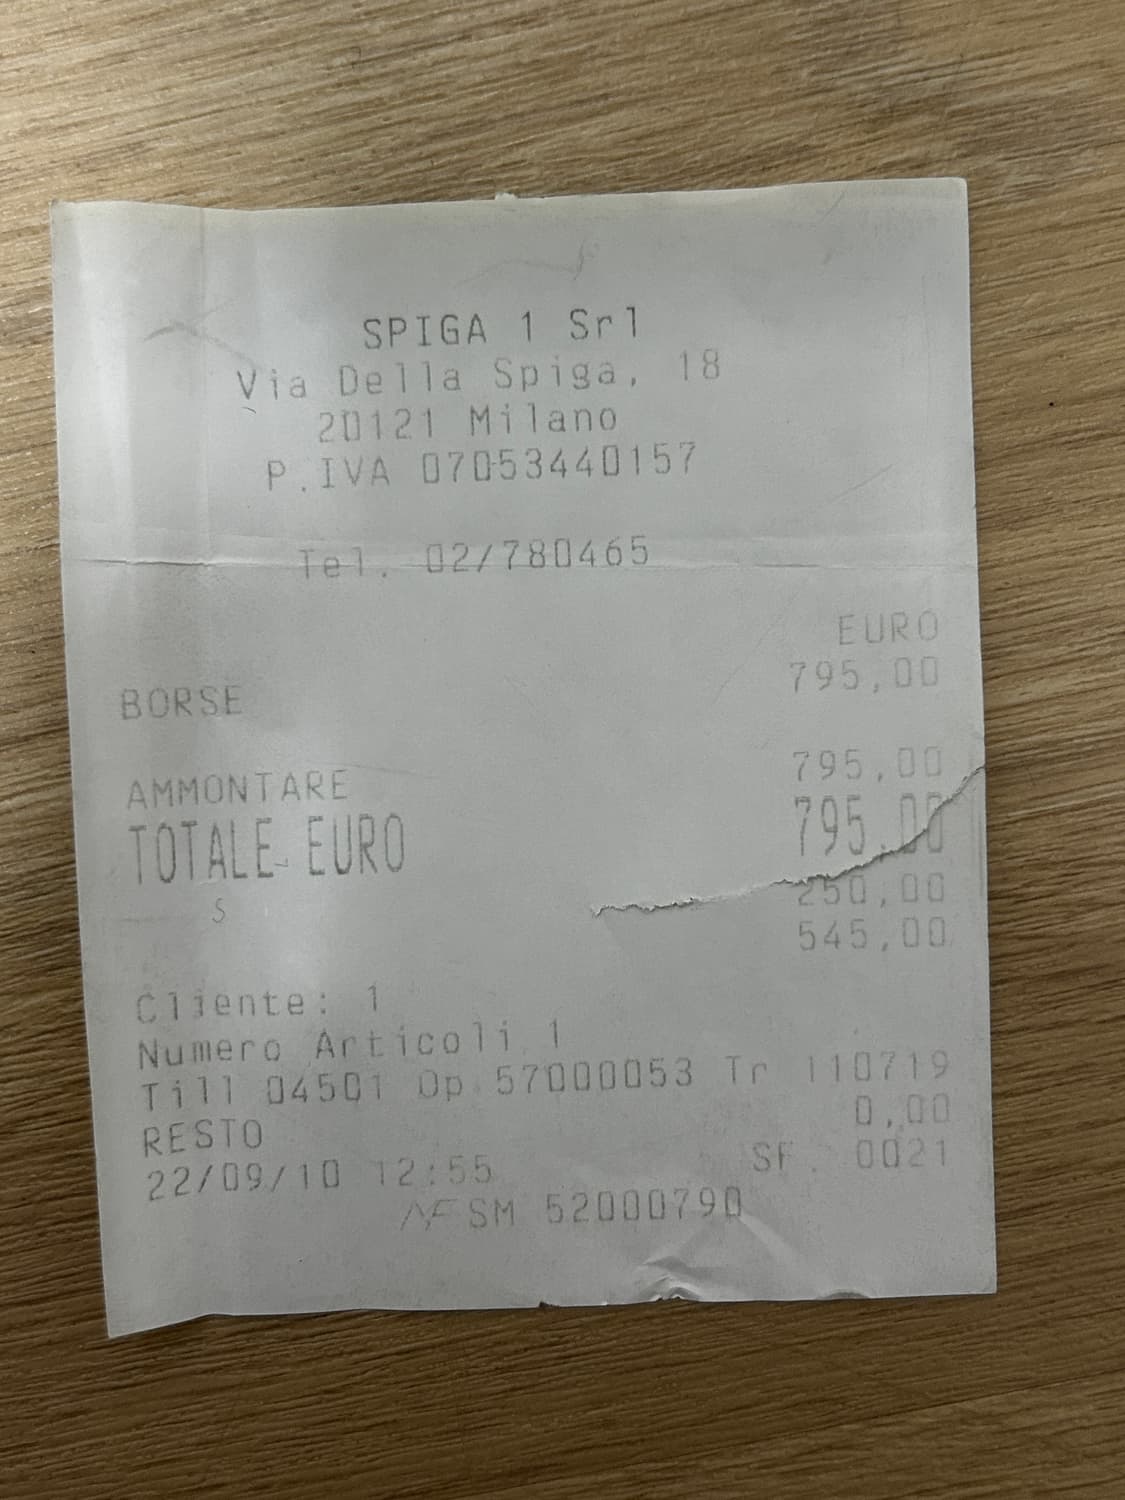 SPIGA 1 Srl
Via Della Spiga, 18
20121 Milano
P.IVA 07053440157
Tel. 02/780465
EURO
BORSE 795,00
AMMONTARE 795,00
TOTALE EURO 795,00
S 250,00
545,00
Cliente: 1
Numero Articoli 1
Till 04501 Op 57000053 Tr 110719
RESTO 0,00
22/09/10 12:55 SF. 0021
SM 52000790